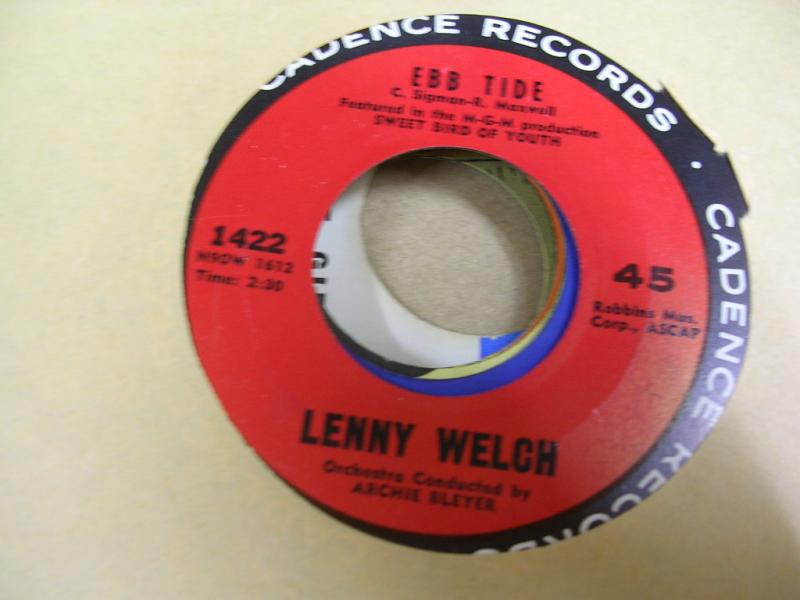 CADENCE RECORDS · CADENCE RECORDS
EBB TIDE
C. Sigman-R. Maxwell
Featured in the M-G-M production
SWEET BIRD OF YOUTH
1422
Time: 2:30
45
Robbins Mus.
Corp., ASCAP
LENNY WELCH
Orchestra Conducted by
ARCHIE BLEYER